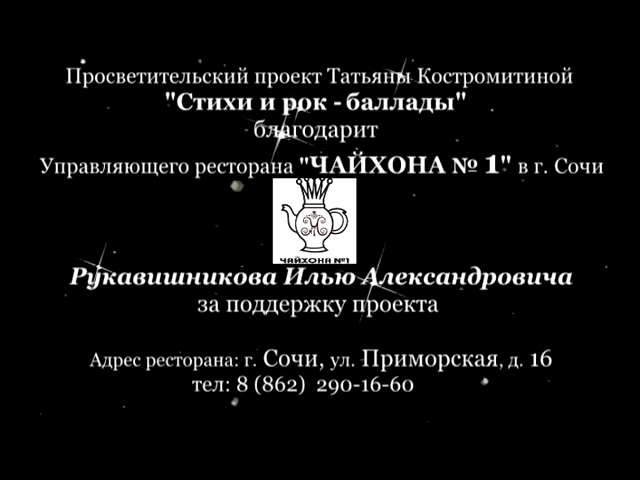 Просветительский проект Татьяны Костромитиной
"Стихи и рок - баллады"
благодарит
Управляющего ресторана "ЧАЙХОНА № 1" в г. Сочи
ЧАЙХОНА №1
Рукавишникова Илью Александровича
за поддержку проекта
Адрес ресторана: г. Сочи, ул. Приморская, д. 16
тел: 8 (862) 290-16-60